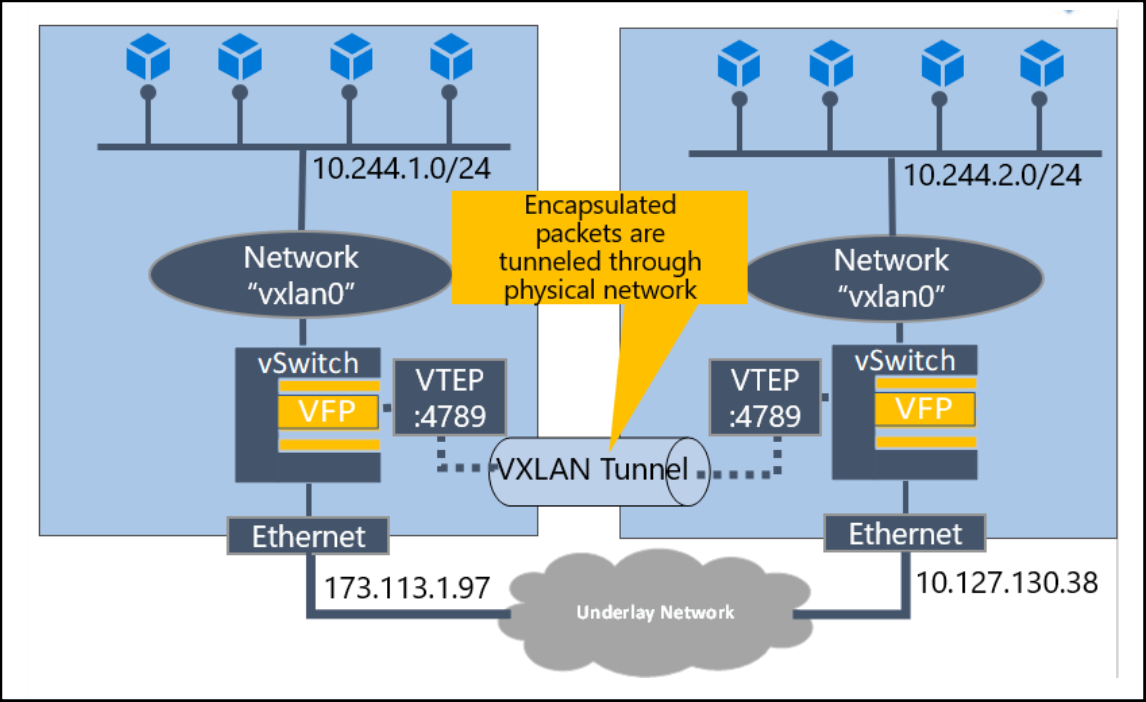 10.244.1.0/24
10.244.2.0/24
Encapsulated
packets are
tunneled through
physical network
Network
“vxlan0”
Network
“vxlan0”
vSwitch
VFP
VTEP
:4789
VTEP
:4789
vSwitch
VFP
VXLAN Tunnel
Ethernet
Ethernet
173.113.1.97
10.127.130.38
Underlay Network